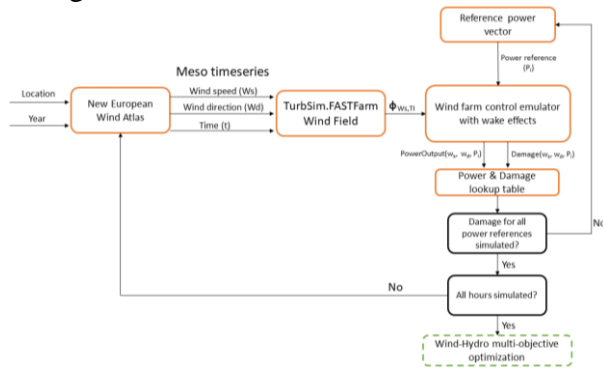 Reference power
vector
Power reference
(Pᵢ)
Meso timeseries
Location
Year
New European
Wind Atlas
Wind speed (Ws)
Wind direction (Wd)
Time (t)
TurbSim.FASTFarm
Wind Field
ϕWs,TI
Wind farm control emulator
with wake effects
PowerOutput(wₛ, w_d, Pᵢ)
Damage(wₛ, w_d, Pᵢ)
Power & Damage
lookup table
Damage for all
power references
simulated?
No
Yes
All hours simulated?
No
Yes
Wind-Hydro multi-objective
optimization